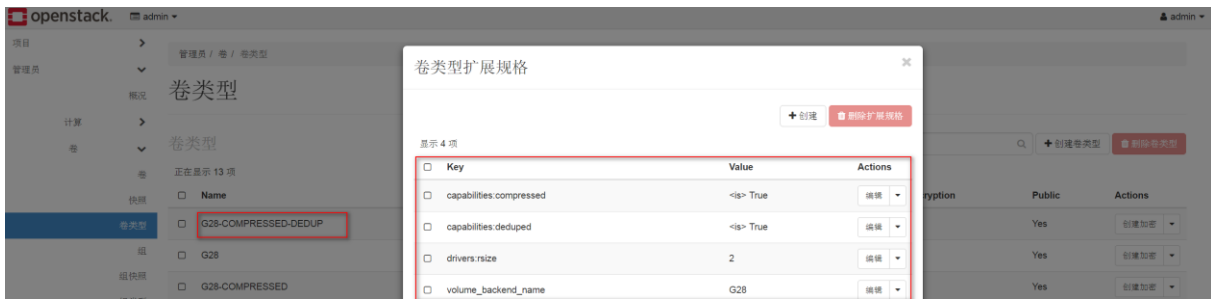 openstack. admin admin
项目
管理员
管理员 / 卷 / 卷类型
概况
卷类型
计算
卷
卷类型
正在显示 13 项
创建卷类型 删除卷类型
卷
快照
卷类型
组
组快照
Name ryption Public Actions
G28-COMPRESSED-DEDUP Yes 创建加密
G28 Yes 创建加密
G28-COMPRESSED Yes 创建加密
卷类型扩展规格 ×
创建 删除扩展规格
显示 4 项
Key Value Actions
capabilities:compressed <is> True 编辑
capabilities:deduped <is> True 编辑
drivers:rsize 2 编辑
volume_backend_name G28 编辑